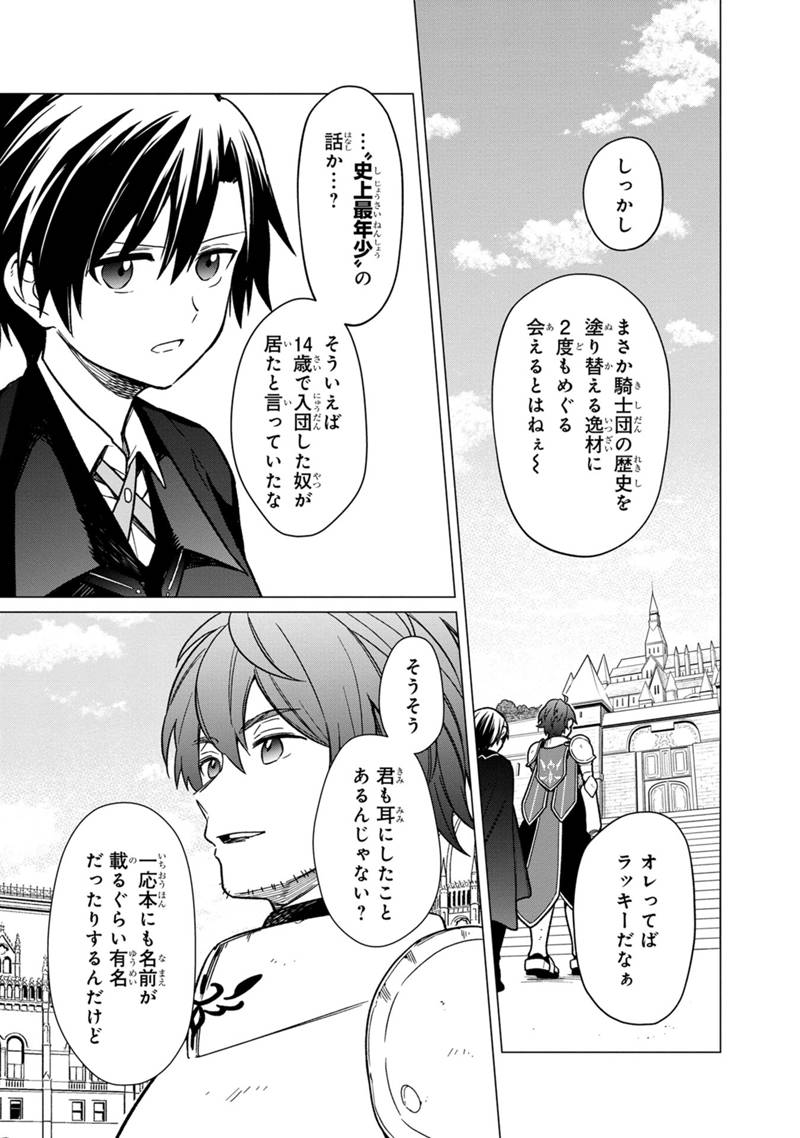 しっかし
まさか騎士団の歴史を
塗り替える逸材に
2度もめぐる
会えるとはねぇ〜
オレってば
ラッキーだなぁ
…〝史上最年少〟の
話か…?
そういえば
14歳で入団した奴が
居たと言っていたな
そうそう
君も耳にしたこと
あるんじゃない?
一応本にも名前が
載るぐらい有名
だったりするんだけど